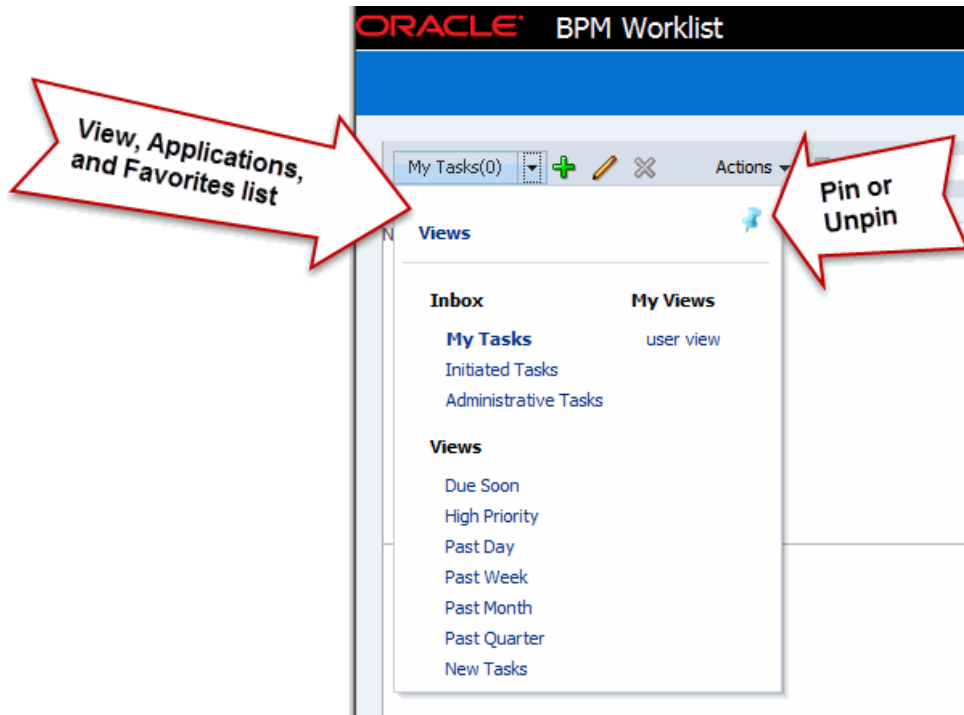 ORACLE BPM Worklist
View, Applications,
and Favorites list
My Tasks(0) Actions
Pin or
Unpin
N
Views
Inbox My Views
My Tasks user view
Initiated Tasks
Administrative Tasks
Views
Due Soon
High Priority
Past Day
Past Week
Past Month
Past Quarter
New Tasks